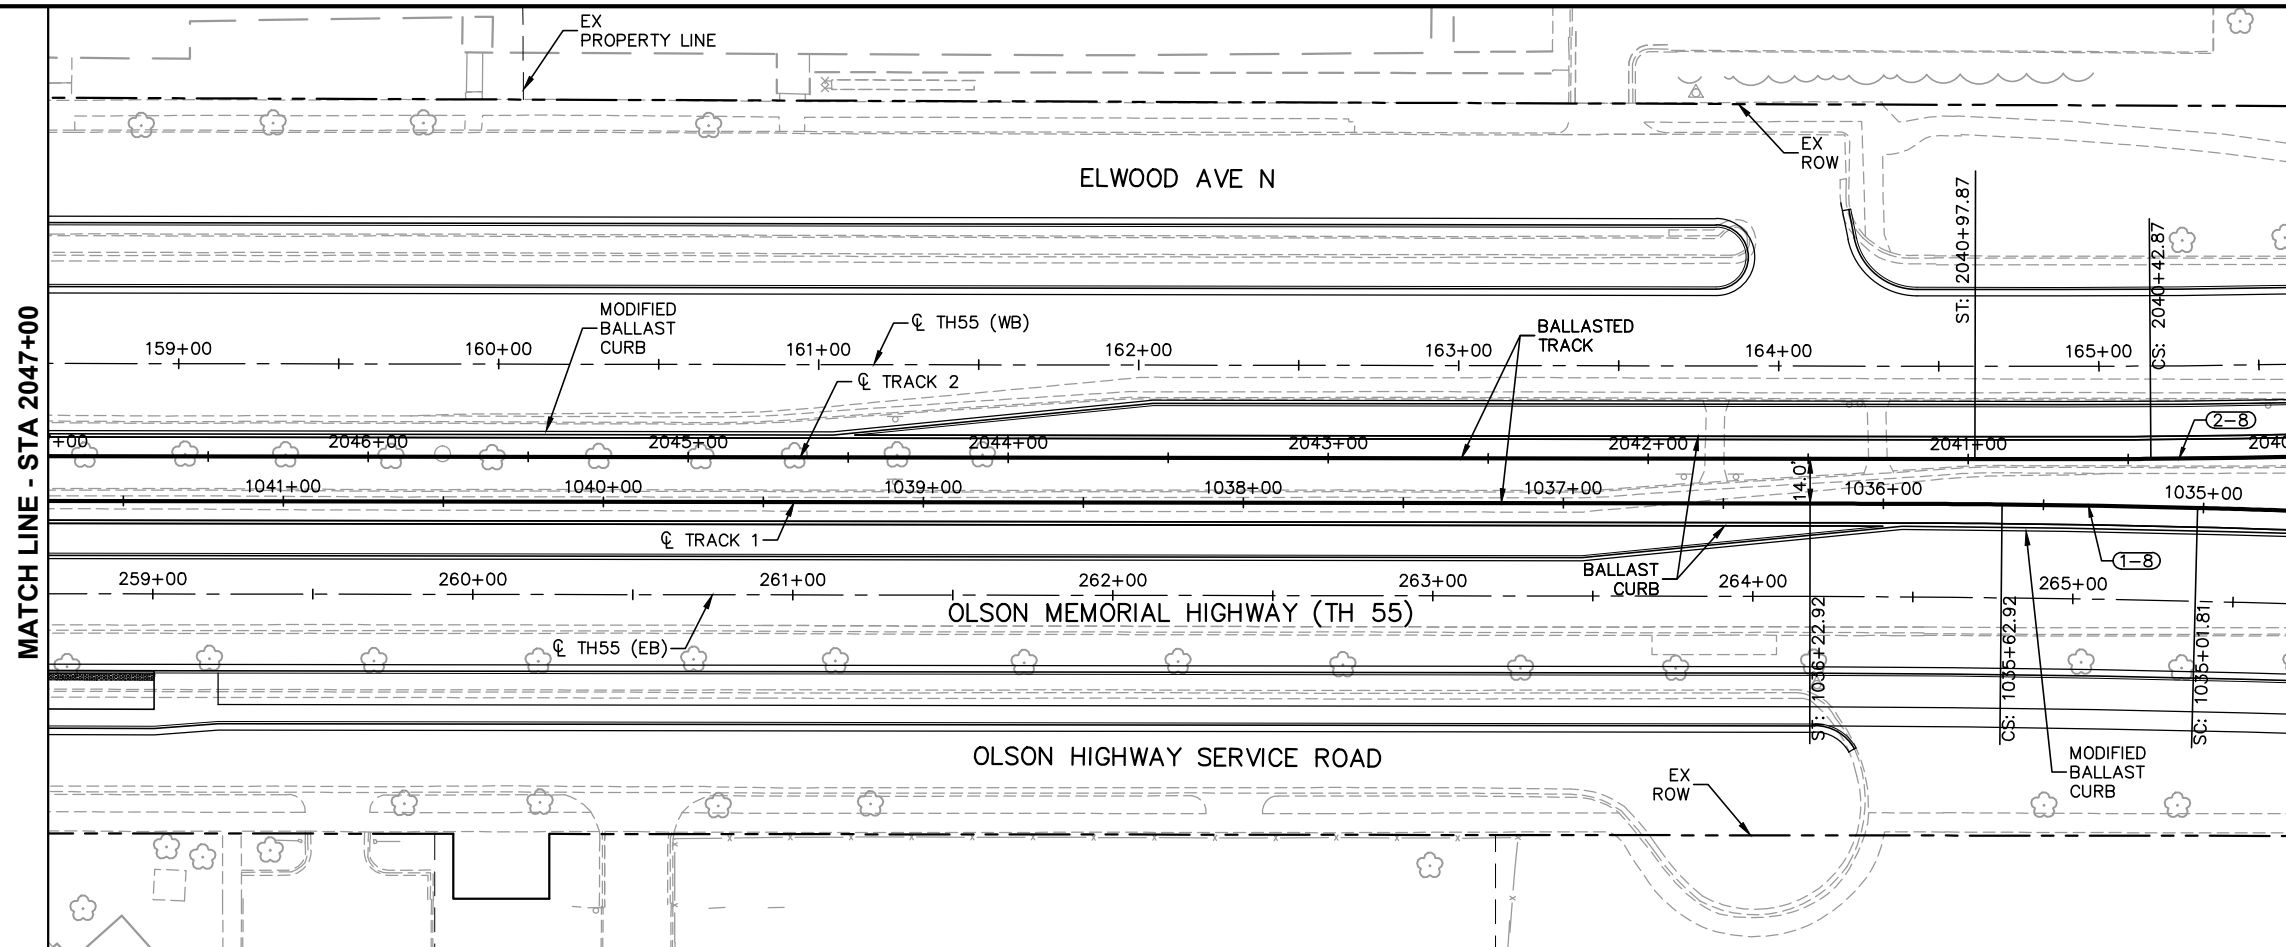 EX
PROPERTY LINE
EX
ROW
ELWOOD AVE N
ST: 2040+97.87
CS: 2040+42.87
MATCH LINE - STA 2047+00
MODIFIED
BALLAST
CURB
℄ TH55 (WB)
BALLASTED
TRACK
159+00
160+00
161+00
162+00
163+00
164+00
165+00
℄ TRACK 2
2-8
+00
2046+00
2045+00
2044+00
2043+00
2042+00
2041+00
2040
14.0'
1041+00
1040+00
1039+00
1038+00
1037+00
1036+00
1035+00
℄ TRACK 1
1-8
BALLAST
CURB
259+00
260+00
261+00
262+00
263+00
264+00
265+00
OLSON MEMORIAL HIGHWAY (TH 55)
℄ TH55 (EB)
ST: 1036+22.92
CS: 1035+62.92
SC: 1035+01.81
OLSON HIGHWAY SERVICE ROAD
MODIFIED
BALLAST
CURB
EX
ROW